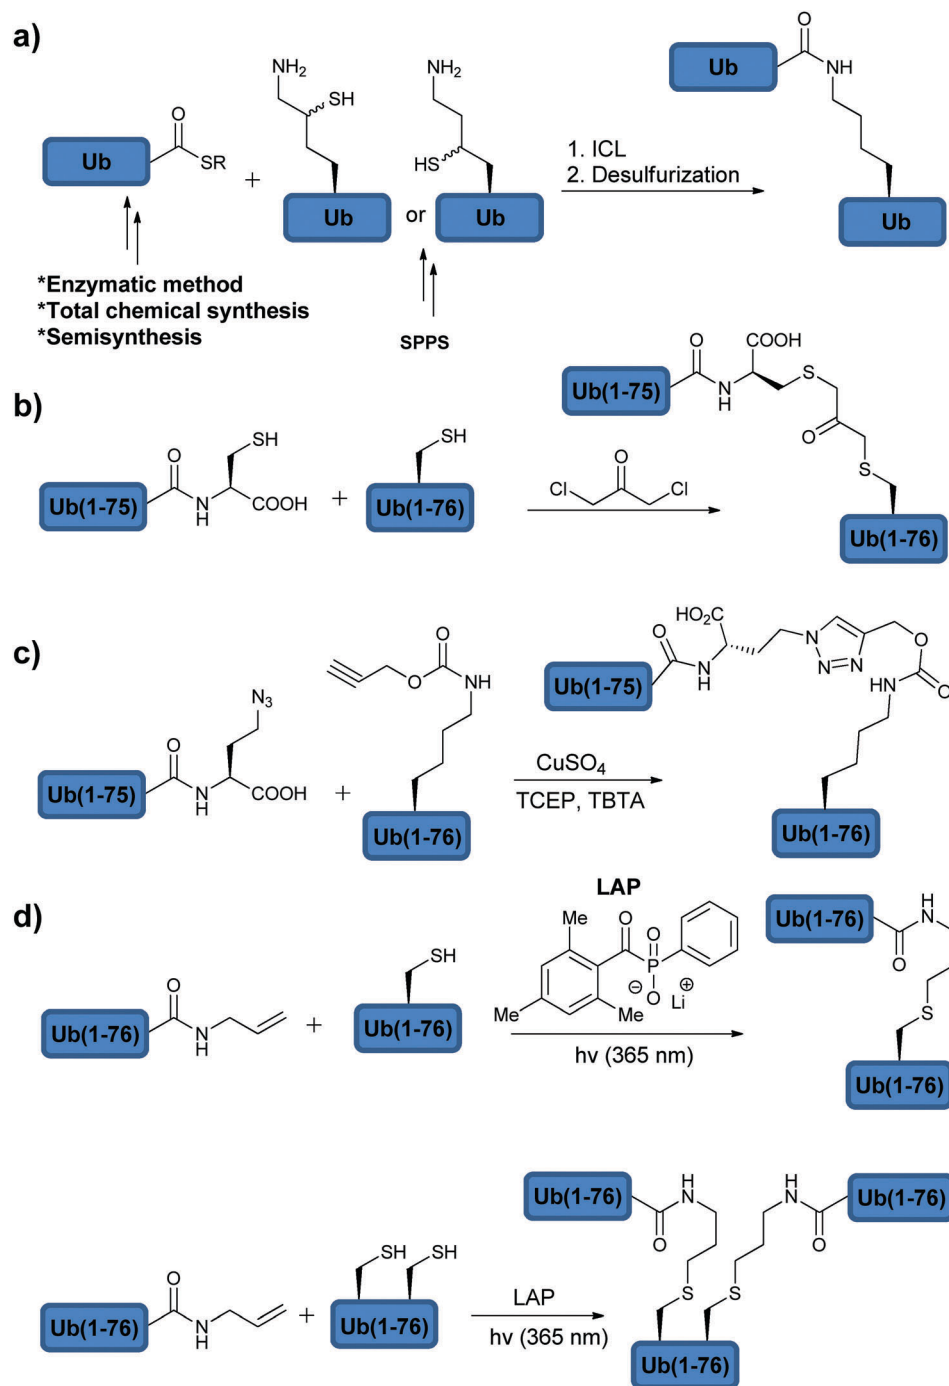 a)
NH2
SH
O
SR
Ub
+
Ub
or
NH2
HS
Ub
1. ICL
2. Desulfurization
Ub
O
NH
Ub
*Enzymatic method
*Total chemical synthesis
*Semisynthesis
SPPS
b)
Ub(1-75)
O
N
H
SH
COOH
+
SH
Ub(1-76)
O
Cl
Cl
Ub(1-75)
O
N
H
COOH
S
O
S
Ub(1-76)
c)
Ub(1-75)
O
N
H
N3
COOH
+
O
O
NH
Ub(1-76)
CuSO4
TCEP, TBTA
Ub(1-75)
O
NH
HO2C
N
N=N
O
O
NH
Ub(1-76)
d)
Ub(1-76)
O
N
H
+
SH
Ub(1-76)
LAP
Me
Me
Me
O
O
P
O
⊖
⊕
Li
hv (365 nm)
Ub(1-76)
O
H
N
S
Ub(1-76)
Ub(1-76)
O
N
H
+
SH
SH
Ub(1-76)
LAP
hv (365 nm)
Ub(1-76)
O
H
N
S
H
N
O
S
Ub(1-76)
Ub(1-76)